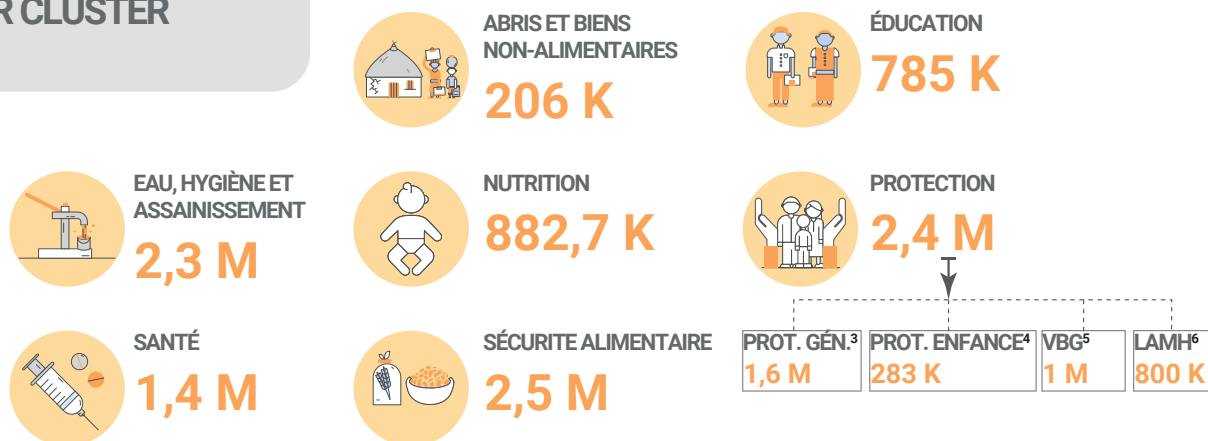 R CLUSTER
ABRIS ET BIENS
NON-ALIMENTAIRES
206 K
ÉDUCATION
785 K
EAU, HYGIÈNE ET
ASSAINISSEMENT
2,3 M
NUTRITION
882,7 K
PROTECTION
2,4 M
SANTÉ
1,4 M
SÉCURITE ALIMENTAIRE
2,5 M
PROT. GÉN.³
1,6 M
PROT. ENFANCE⁴
283 K
VBG⁵
1 M
LAMH⁶
800 K